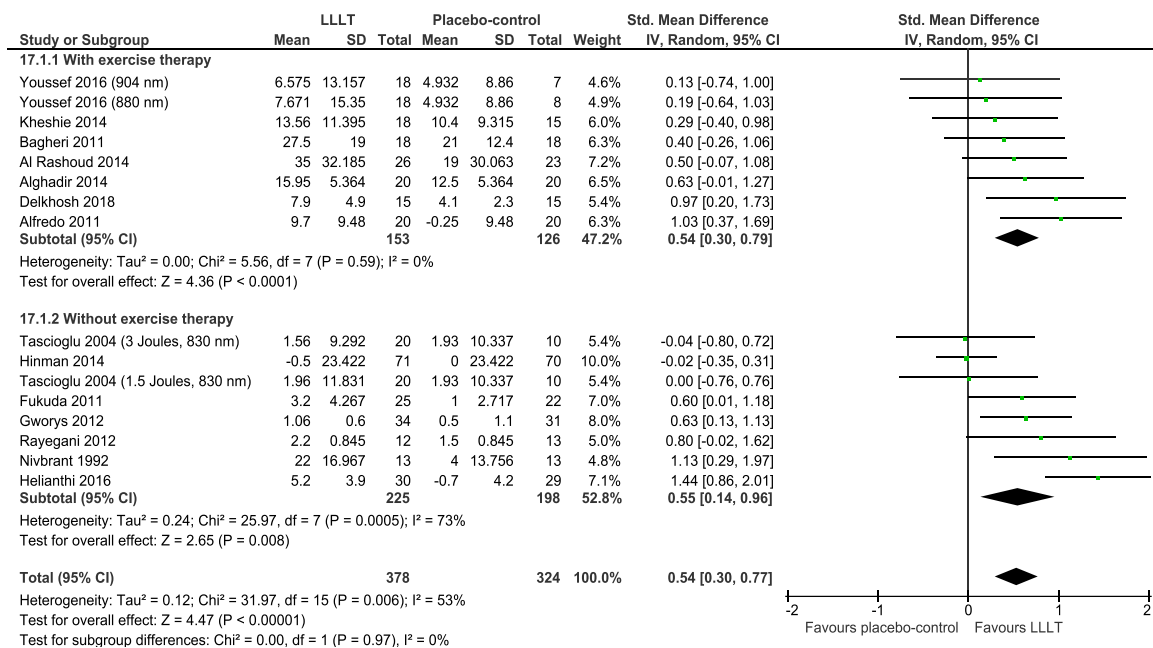 LLLT Placebo-control Std. Mean Difference Std. Mean Difference
Study or Subgroup Mean SD Total Mean SD Total Weight IV, Random, 95% CI IV, Random, 95% CI
17.1.1 With exercise therapy
Youssef 2016 (904 nm) 6.575 13.157 18 4.932 8.86 7 4.6% 0.13 [-0.74, 1.00]
Youssef 2016 (880 nm) 7.671 15.35 18 4.932 8.86 8 4.9% 0.19 [-0.64, 1.03]
Kheshie 2014 13.56 11.395 18 10.4 9.315 15 6.0% 0.29 [-0.40, 0.98]
Bagheri 2011 27.5 19 18 21 12.4 18 6.3% 0.40 [-0.26, 1.06]
Al Rashoud 2014 35 32.185 26 19 30.063 23 7.2% 0.50 [-0.07, 1.08]
Alghadir 2014 15.95 5.364 20 12.5 5.364 20 6.5% 0.63 [-0.01, 1.27]
Delkhosh 2018 7.9 4.9 15 4.1 2.3 15 5.4% 0.97 [0.20, 1.73]
Alfredo 2011 9.7 9.48 20 -0.25 9.48 20 6.3% 1.03 [0.37, 1.69]
Subtotal (95% CI) 153 126 47.2% 0.54 [0.30, 0.79]
Heterogeneity: Tau² = 0.00; Chi² = 5.56, df = 7 (P = 0.59); I² = 0%
Test for overall effect: Z = 4.36 (P < 0.0001)
17.1.2 Without exercise therapy
Tascioglu 2004 (3 Joules, 830 nm) 1.56 9.292 20 1.93 10.337 10 5.4% -0.04 [-0.80, 0.72]
Hinman 2014 -0.5 23.422 71 0 23.422 70 10.0% -0.02 [-0.35, 0.31]
Tascioglu 2004 (1.5 Joules, 830 nm) 1.96 11.831 20 1.93 10.337 10 5.4% 0.00 [-0.76, 0.76]
Fukuda 2011 3.2 4.267 25 1 2.717 22 7.0% 0.60 [0.01, 1.18]
Gworys 2012 1.06 0.6 34 0.5 1.1 31 8.0% 0.63 [0.13, 1.13]
Rayegani 2012 2.2 0.845 12 1.5 0.845 13 5.0% 0.80 [-0.02, 1.62]
Nivbrant 1992 22 16.967 13 4 13.756 13 4.8% 1.13 [0.29, 1.97]
Helianthi 2016 5.2 3.9 30 -0.7 4.2 29 7.1% 1.44 [0.86, 2.01]
Subtotal (95% CI) 225 198 52.8% 0.55 [0.14, 0.96]
Heterogeneity: Tau² = 0.24; Chi² = 25.97, df = 7 (P = 0.0005); I² = 73%
Test for overall effect: Z = 2.65 (P = 0.008)
Total (95% CI) 378 324 100.0% 0.54 [0.30, 0.77]
Heterogeneity: Tau² = 0.12; Chi² = 31.97, df = 15 (P = 0.006); I² = 53%
Test for overall effect: Z = 4.47 (P < 0.00001)
Test for subgroup differences: Chi² = 0.00, df = 1 (P = 0.97), I² = 0%
-2 -1 0 1 2
Favours placebo-control Favours LLLT